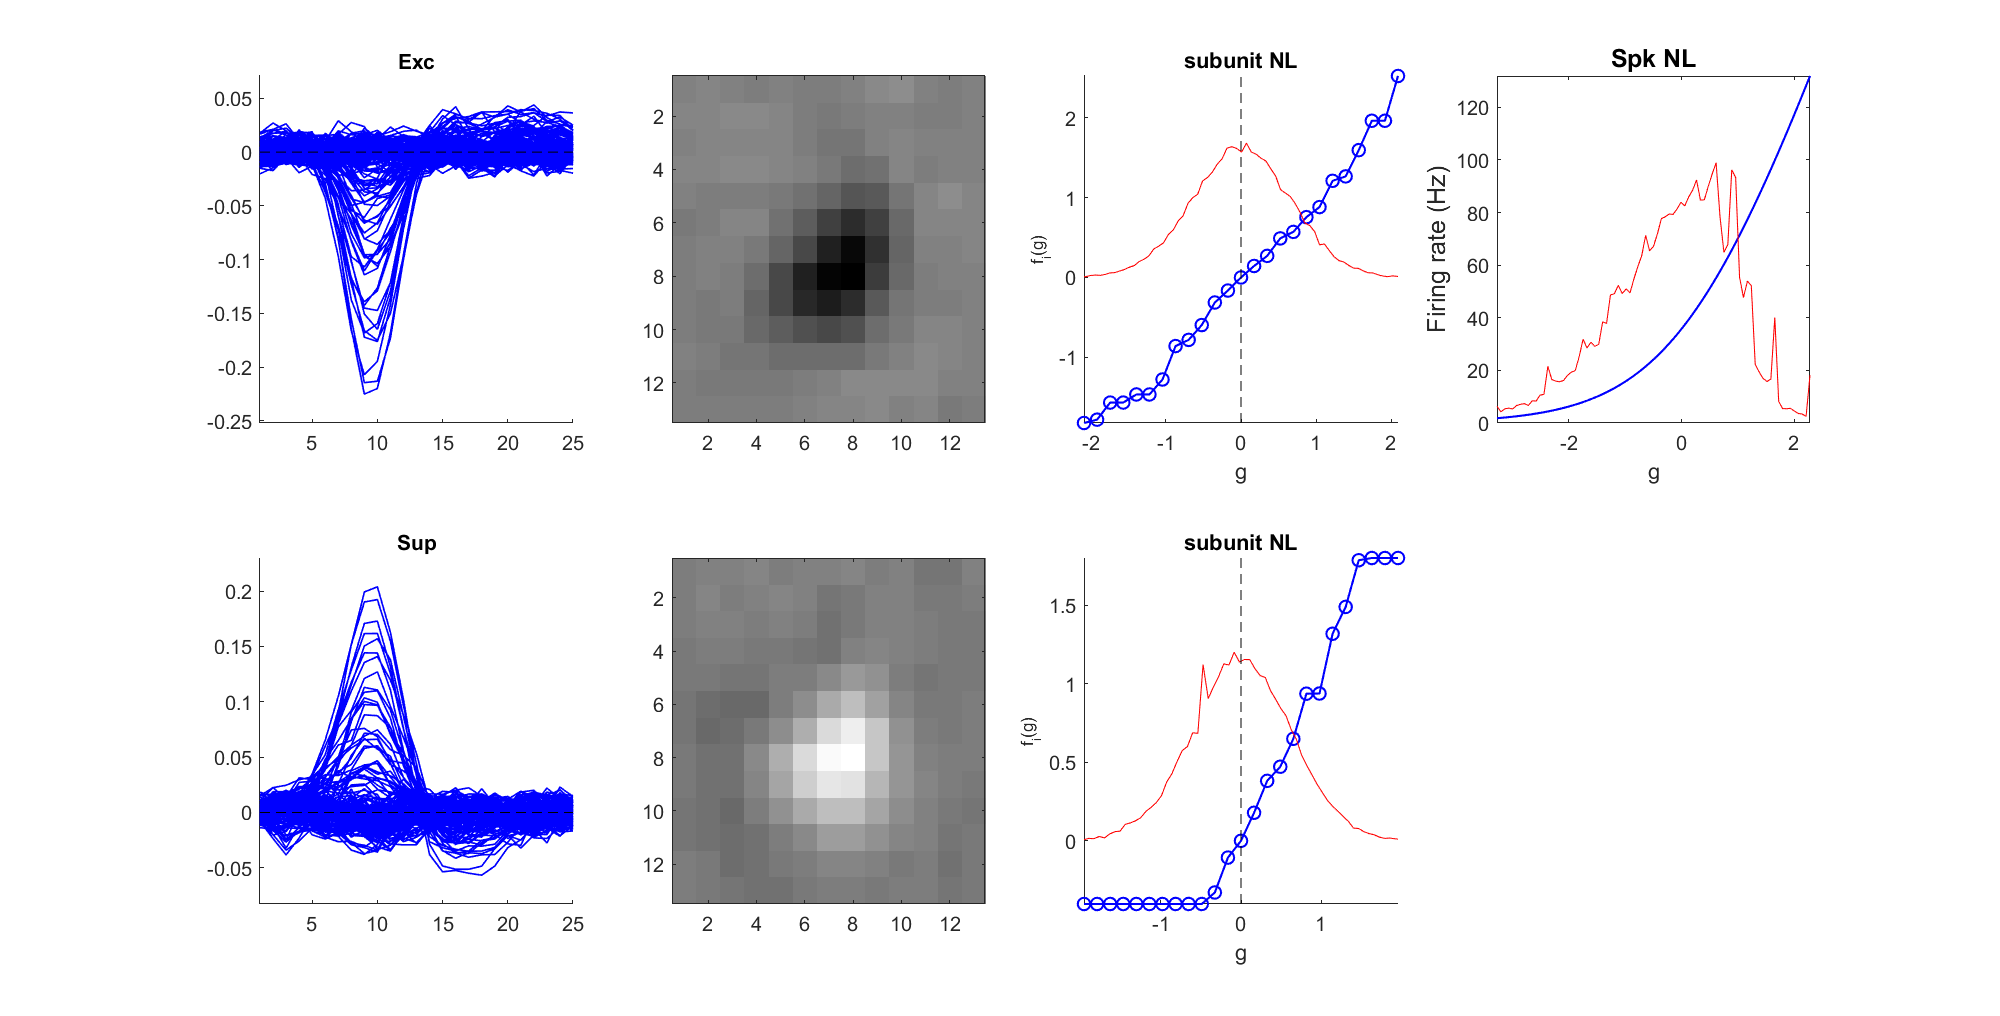 Exc
0.05
0
-0.05
-0.1
-0.15
-0.2
-0.25
5 10 15 20 25
2
4
6
8
10
12
2 4 6 8 10 12
subunit NL
f_i(g)
2
1
0
-1
-2 -1 0 1 2
g
Spk NL
Firing rate (Hz)
120
100
80
60
40
20
0
-2 0 2
g
Sup
0.2
0.15
0.1
0.05
0
-0.05
5 10 15 20 25
2
4
6
8
10
12
2 4 6 8 10 12
subunit NL
f_i(g)
1.5
1
0.5
0
-1 0 1
g